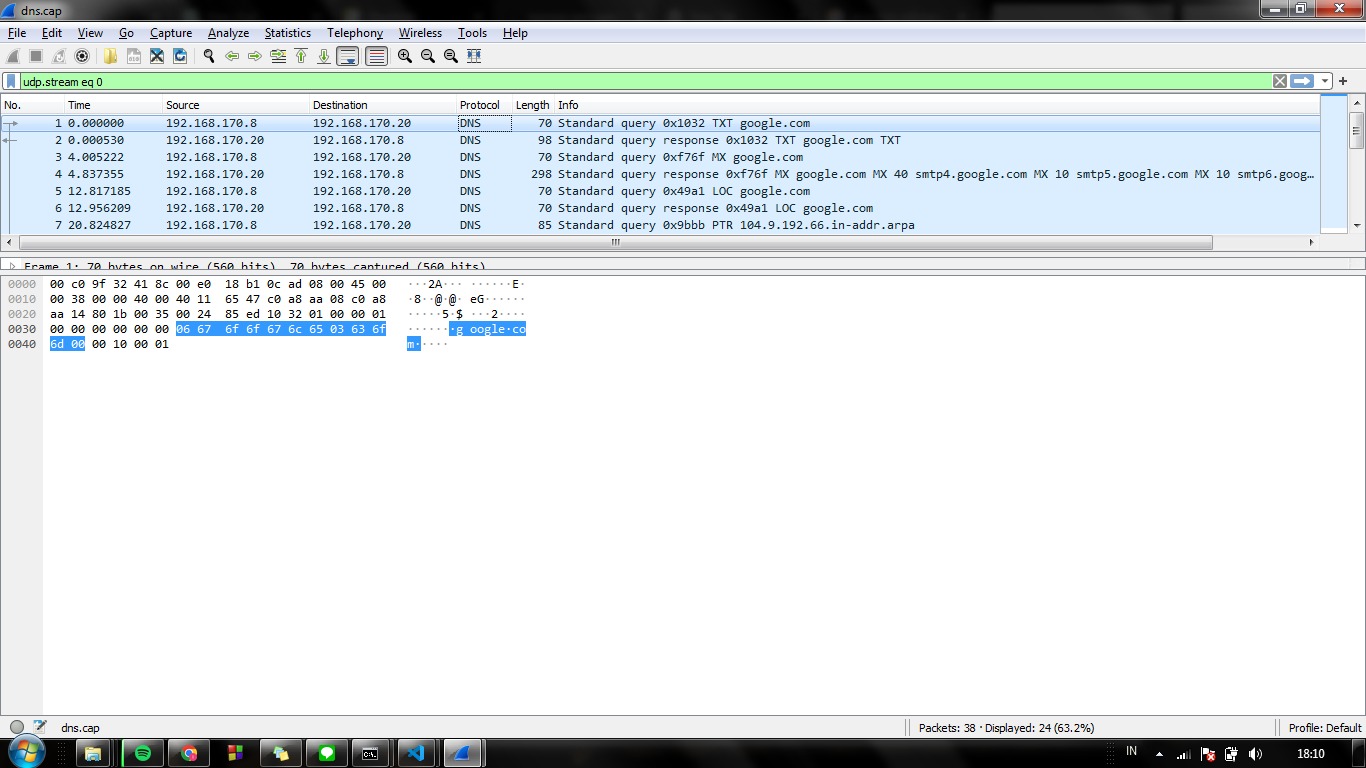 dns.cap
File Edit View Go Capture Analyze Statistics Telephony Wireless Tools Help
udp.stream eq 0
No. Time Source Destination Protocol Length Info
1 0.000000 192.168.170.8 192.168.170.20 DNS 70 Standard query 0x1032 TXT google.com
2 0.000530 192.168.170.20 192.168.170.8 DNS 98 Standard query response 0x1032 TXT google.com TXT
3 4.005222 192.168.170.8 192.168.170.20 DNS 70 Standard query 0xf76f MX google.com
4 4.837355 192.168.170.20 192.168.170.8 DNS 298 Standard query response 0xf76f MX google.com MX 40 smtp4.google.com MX 10 smtp5.google.com MX 10 smtp6.goog…
5 12.817185 192.168.170.8 192.168.170.20 DNS 70 Standard query 0x49a1 LOC google.com
6 12.956209 192.168.170.20 192.168.170.8 DNS 70 Standard query response 0x49a1 LOC google.com
7 20.824827 192.168.170.8 192.168.170.20 DNS 85 Standard query 0x9bbb PTR 104.9.192.66.in-addr.arpa
Frame 1: 70 bytes on wire (560 bits), 70 bytes captured (560 bits)
0000 00 c0 9f 32 41 8c 00 e0 18 b1 0c ad 08 00 45 00 ···2A··· ······E·
0010 00 38 00 00 40 00 40 11 65 47 c0 a8 aa 08 c0 a8 ·8··@·@· eG······
0020 aa 14 80 1b 00 35 00 24 85 ed 10 32 01 00 00 01 ·····5·$ ···2····
0030 00 00 00 00 00 00 06 67 6f 6f 67 6c 65 03 63 6f ·······g oogle·co
0040 6d 00 00 10 00 01 m·····
dns.cap Packets: 38 · Displayed: 24 (63.2%) Profile: Default
IN 18:10